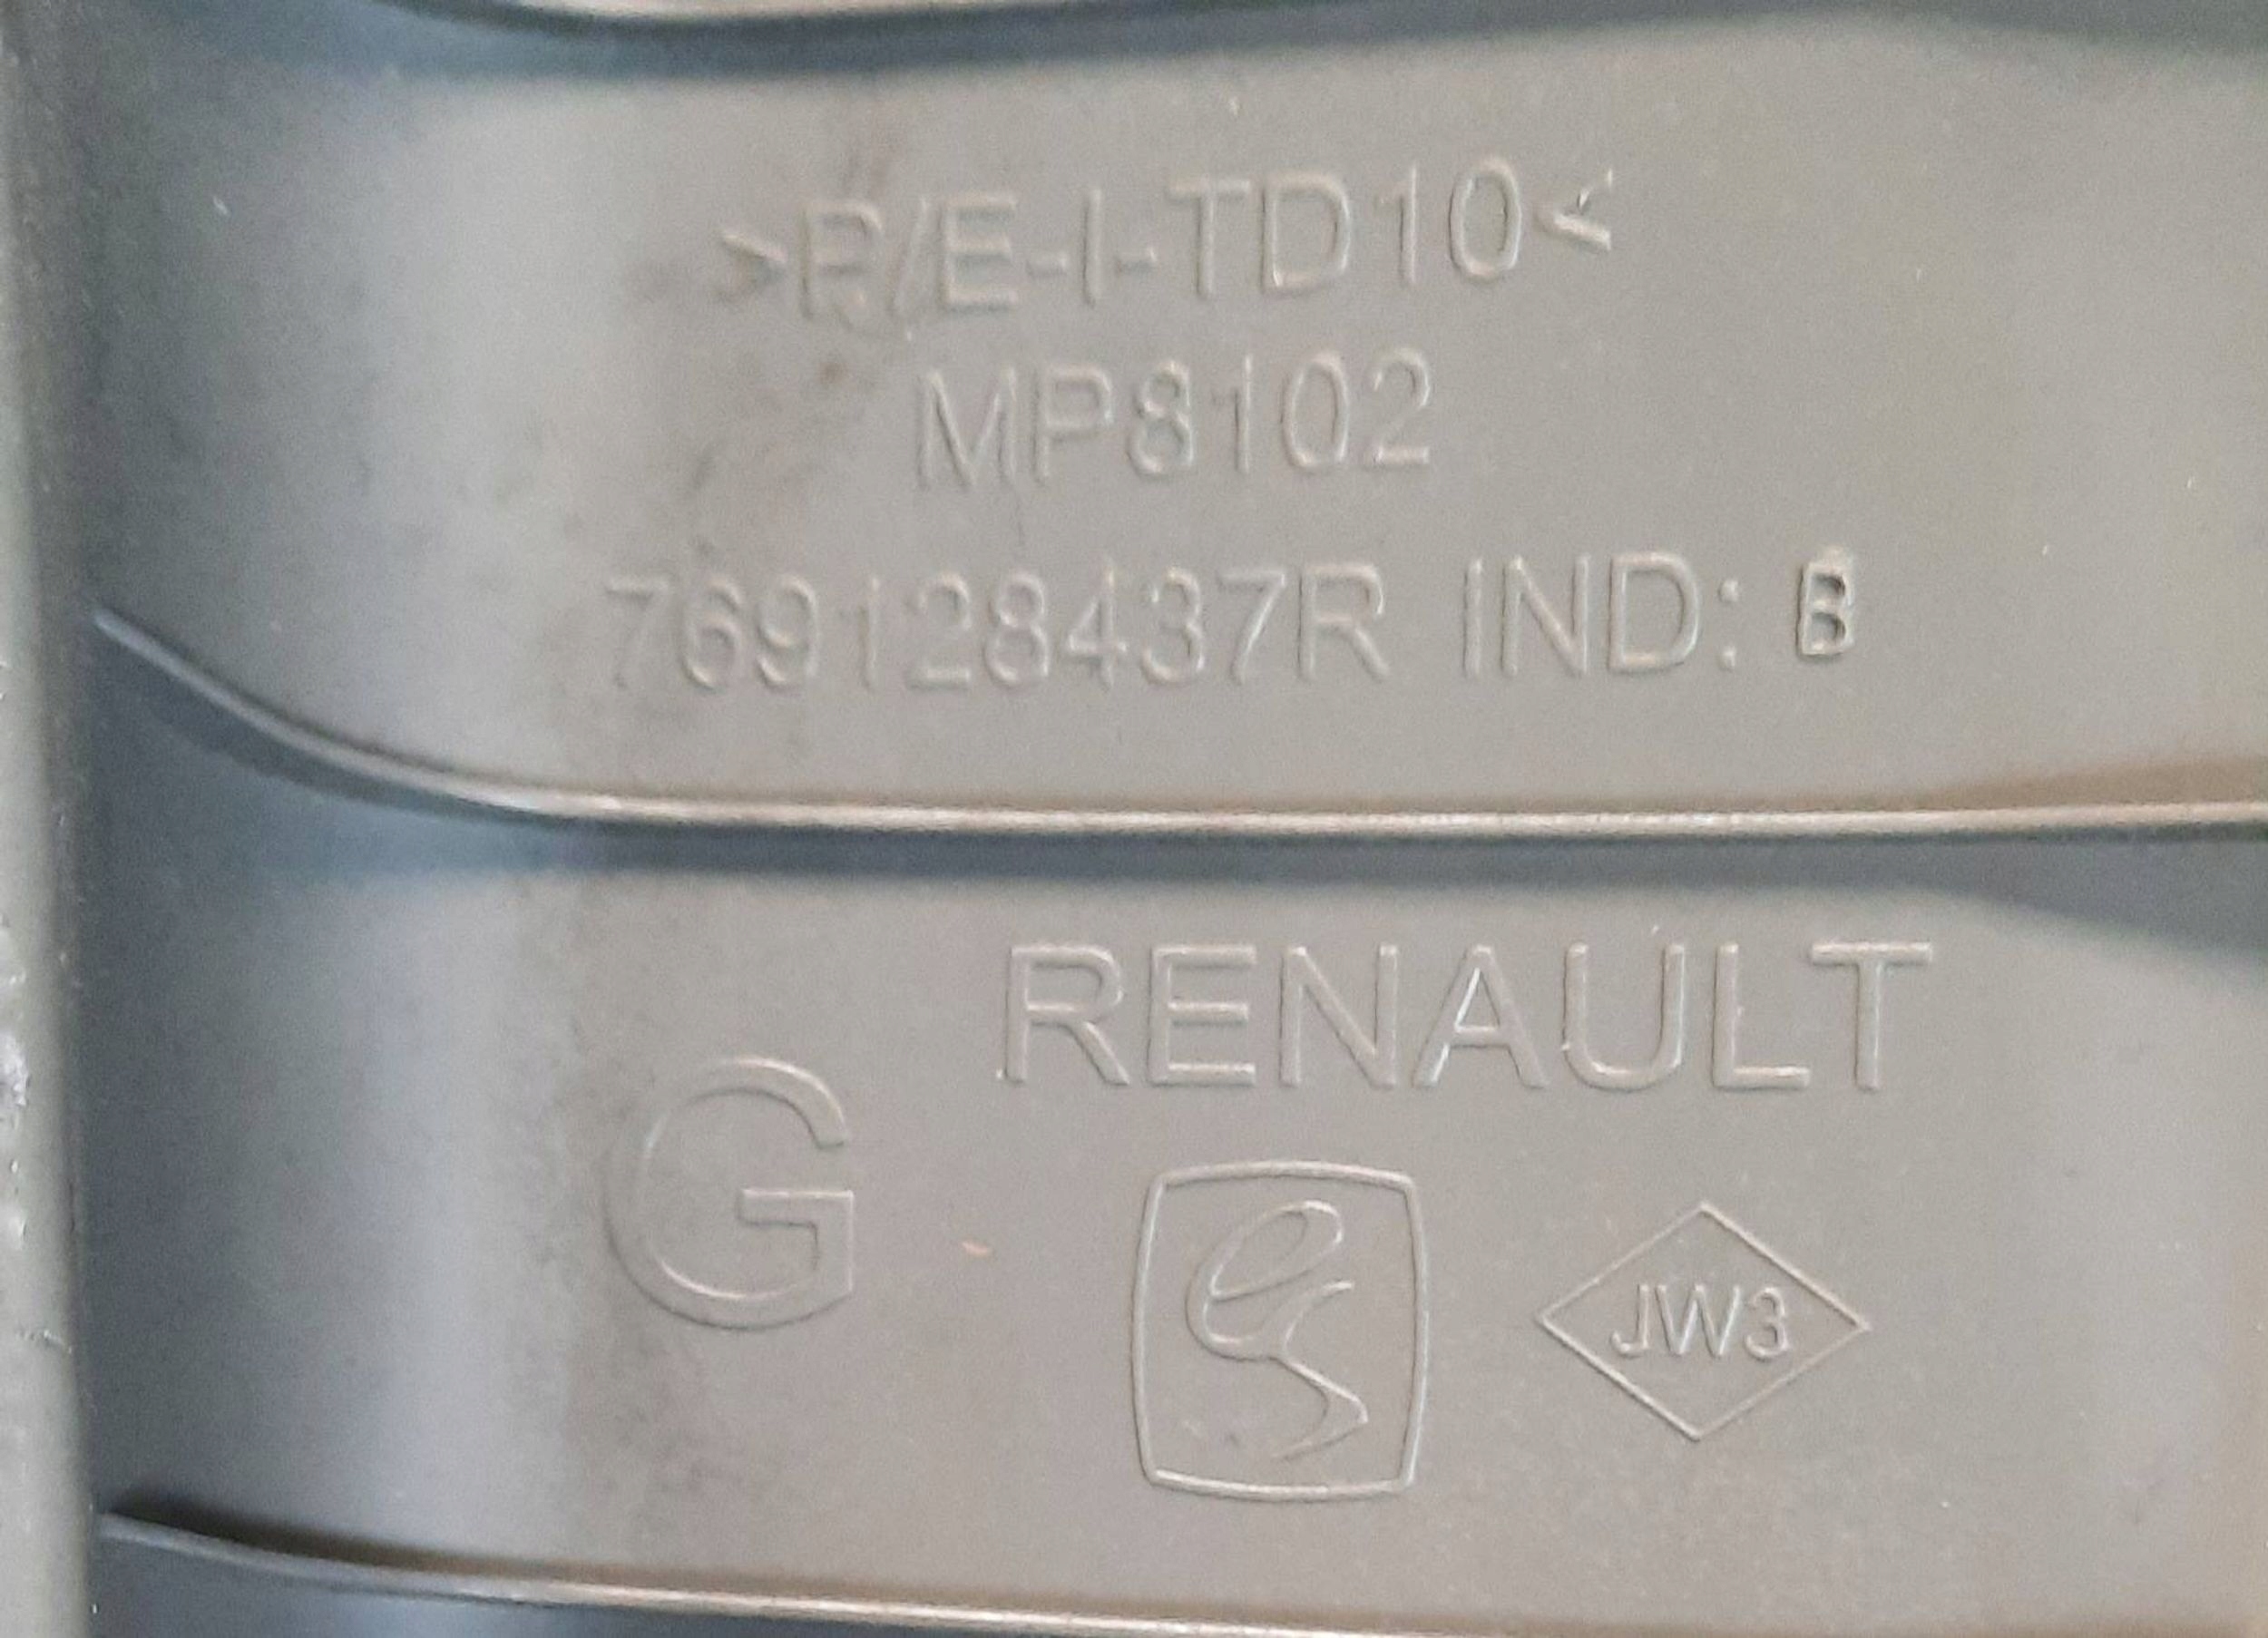 >P/E-I-TD10<
MP8102
769128437R IND: B
RENAULT
G
JW3